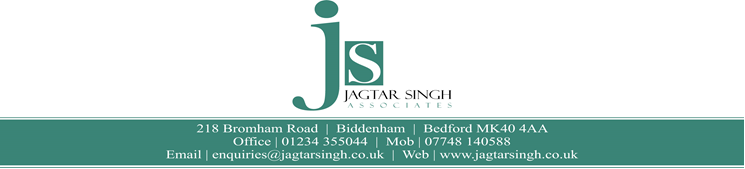 js
JAGTAR SINGH
ASSOCIATES
218 Bromham Road | Biddenham | Bedford MK40 4AA
Office | 01234 355044 | Mob | 07748 140588
Email | enquiries@jagtarsingh.co.uk | Web | www.jagtarsingh.co.uk